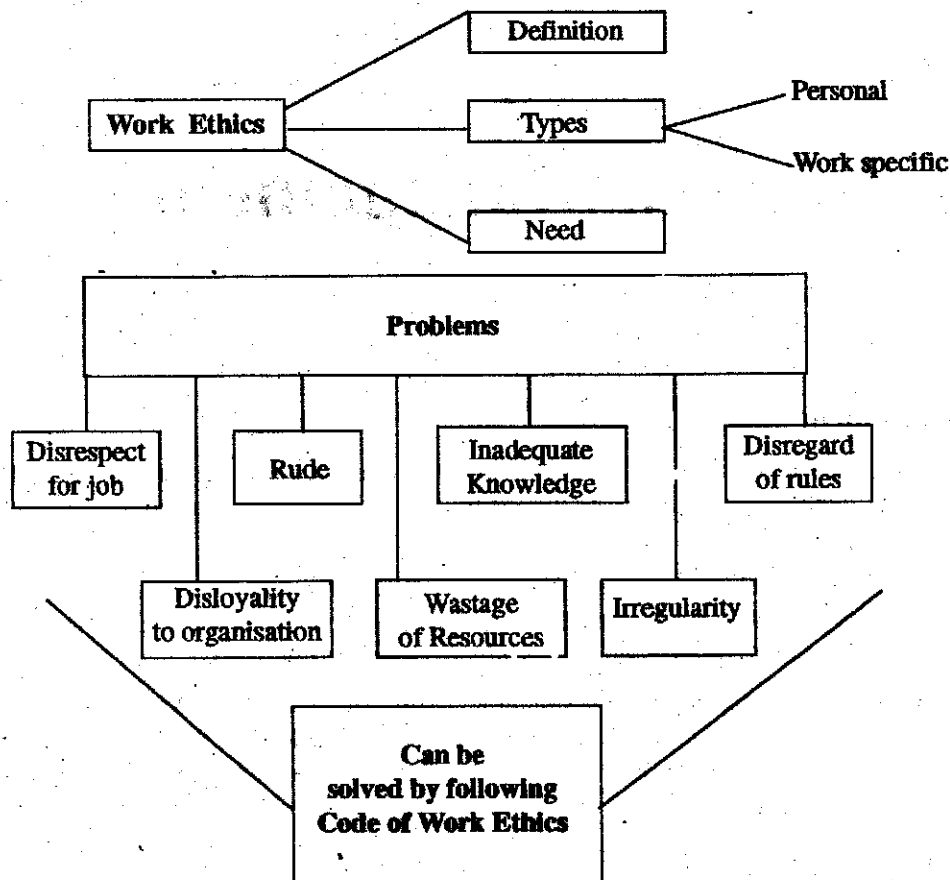 Definition
Work Ethics
Types
Personal
Work specific
Need
Problems
Disrespect
for job
Rude
Inadequate
Knowledge
Disregard
of rules
Disloyality
to organisation
Wastage
of Resources
Irregularity
Can be
solved by following
Code of Work Ethics